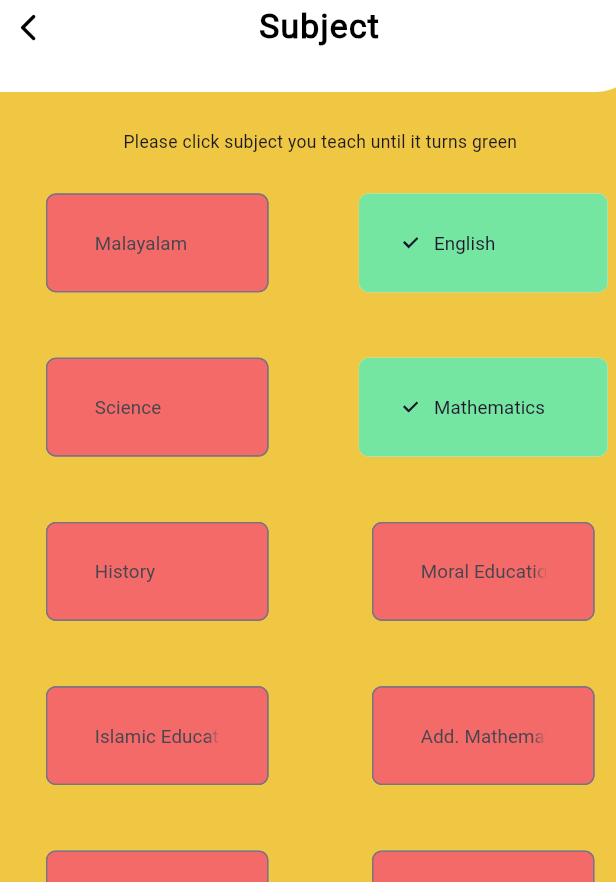 Subject
Please click subject you teach until it turns green
Malayalam
English
Science
Mathematics
History
Moral Educatio
Islamic Educat
Add. Mathema